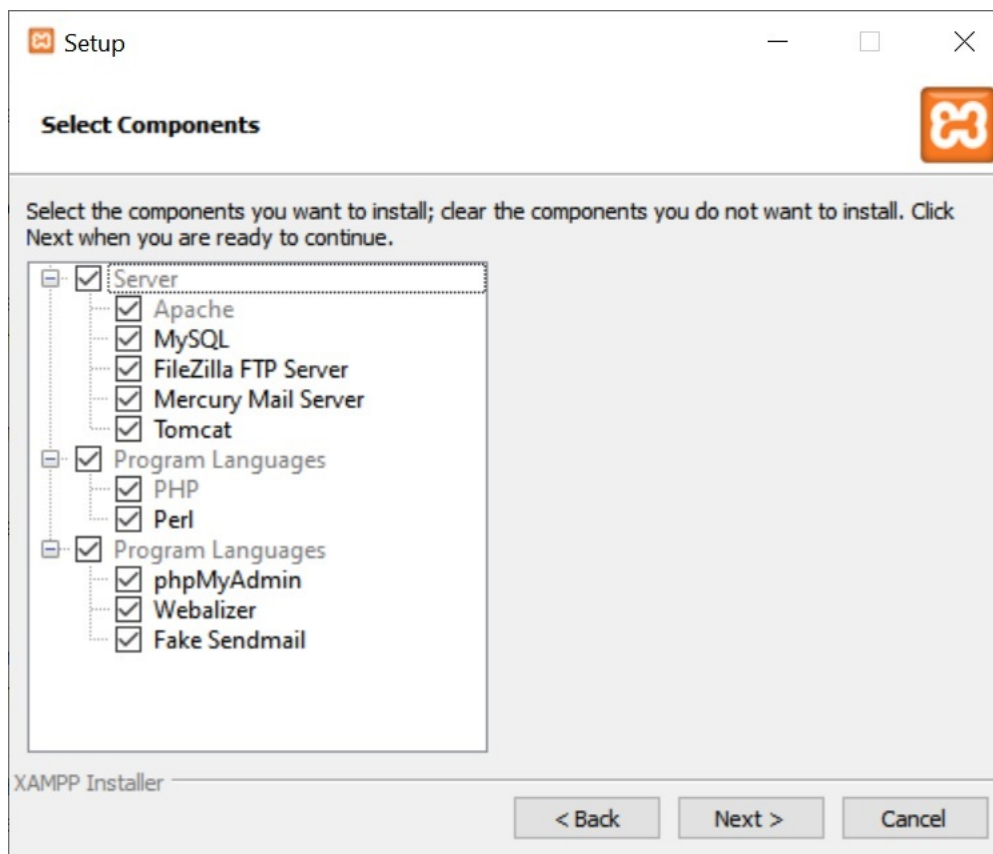 Setup
Select Components
Select the components you want to install; clear the components you do not want to install. Click
Next when you are ready to continue.
Server
Apache
MySQL
FileZilla FTP Server
Mercury Mail Server
Tomcat
Program Languages
PHP
Perl
Program Languages
phpMyAdmin
Webalizer
Fake Sendmail
XAMPP Installer
< Back
Next >
Cancel